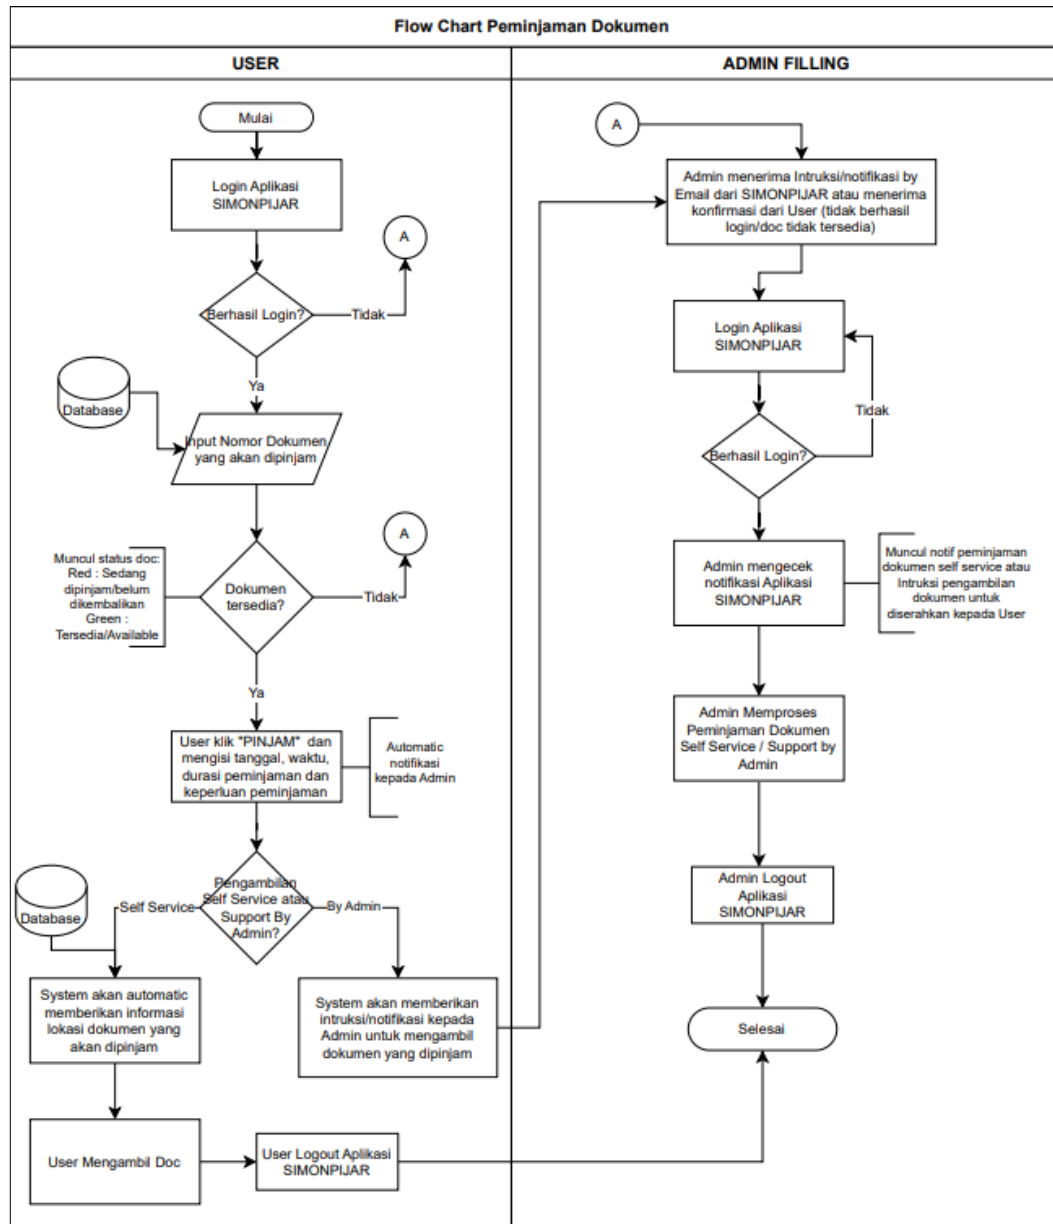 Flow Chart Peminjaman Dokumen
USER
ADMIN FILLING
Mulai
Login Aplikasi
SIMONPIJAR
A
Berhasil Login?
Tidak
Ya
Database
Input Nomor Dokumen
yang akan dipinjam
A
Muncul status doc:
Red : Sedang
dipinjam/belum
dikembalikan
Green :
Tersedia/Available
Dokumen
tersedia?
Tidak
Ya
User klik "PINJAM" dan
mengisi tanggal, waktu,
durasi peminjaman dan
keperluan peminjaman
Automatic
notifikasi
kepada Admin
Database
Self Service
Pengambilan
Self Service atau
Support By
Admin?
By Admin
System akan automatic
memberikan informasi
lokasi dokumen yang
akan dipinjam
System akan memberikan
intruksi/notifikasi kepada
Admin untuk mengambil
dokumen yang dipinjam
User Mengambil Doc
User Logout Aplikasi
SIMONPIJAR
A
Admin menerima Intruksi/notifikasi by
Email dari SIMONPIJAR atau menerima
konfirmasi dari User (tidak berhasil
login/doc tidak tersedia)
Login Aplikasi
SIMONPIJAR
Tidak
Berhasil Login?
Admin mengecek
notifikasi Aplikasi
SIMONPIJAR
Muncul notif peminjaman
dokumen self service atau
Intruksi pengambilan
dokumen untuk
diserahkan kepada User
Admin Memproses
Peminjaman Dokumen
Self Service / Support by
Admin
Admin Logout
Aplikasi
SIMONPIJAR
Selesai